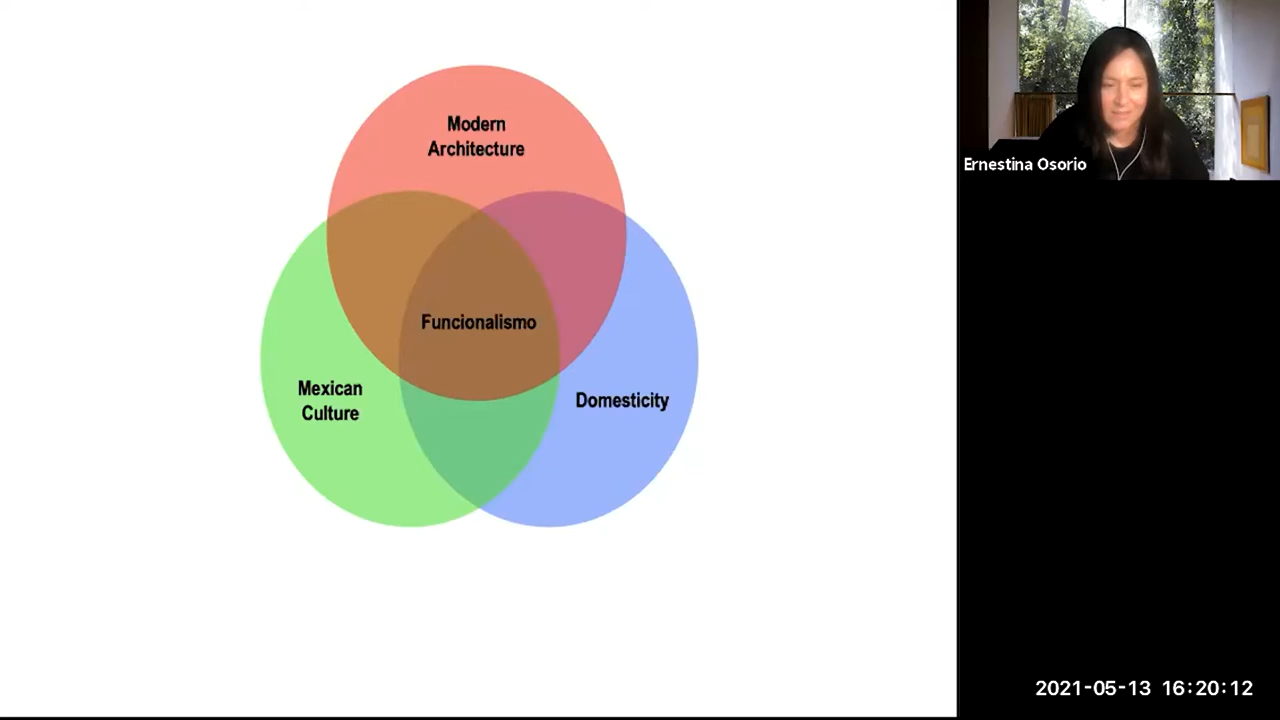 Modern
Architecture
Funcionalismo
Mexican
Culture
Domesticity
Ernestina Osorio
2021-05-13 16:20:12